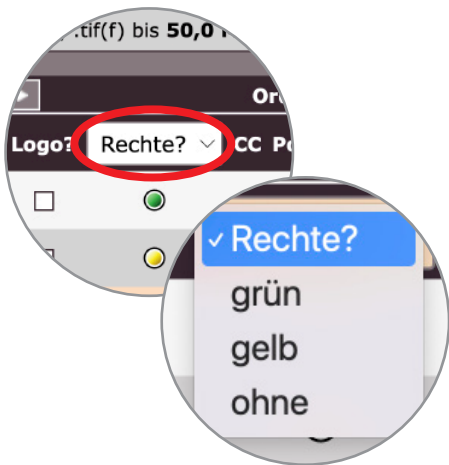 .tif(f) bis 50,0
Or
Logo? Rechte? CC Po
✓ Rechte?
grün
gelb
ohne